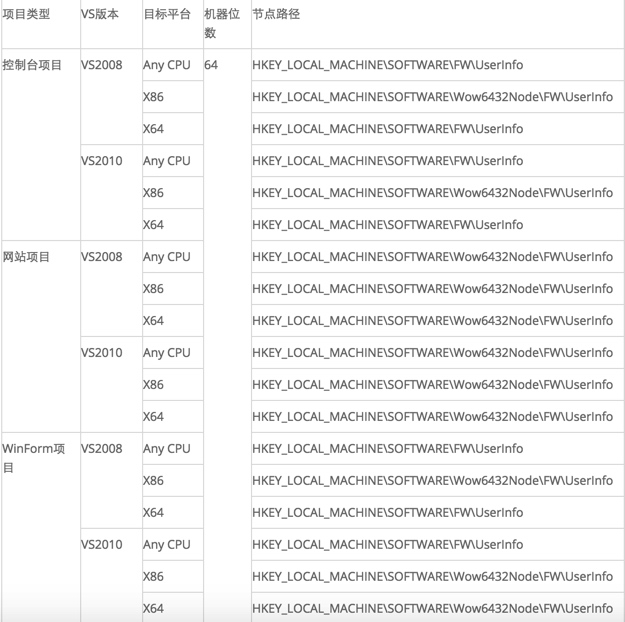 项目类型 VS版本 目标平台 机器位数 节点路径
控制台项目 VS2008 Any CPU 64 HKEY_LOCAL_MACHINE\SOFTWARE\FW\UserInfo
X86 HKEY_LOCAL_MACHINE\SOFTWARE\Wow6432Node\FW\UserInfo
X64 HKEY_LOCAL_MACHINE\SOFTWARE\FW\UserInfo
VS2010 Any CPU HKEY_LOCAL_MACHINE\SOFTWARE\FW\UserInfo
X86 HKEY_LOCAL_MACHINE\SOFTWARE\Wow6432Node\FW\UserInfo
X64 HKEY_LOCAL_MACHINE\SOFTWARE\FW\UserInfo
网站项目 VS2008 Any CPU HKEY_LOCAL_MACHINE\SOFTWARE\Wow6432Node\FW\UserInfo
X86 HKEY_LOCAL_MACHINE\SOFTWARE\Wow6432Node\FW\UserInfo
X64 HKEY_LOCAL_MACHINE\SOFTWARE\Wow6432Node\FW\UserInfo
VS2010 Any CPU HKEY_LOCAL_MACHINE\SOFTWARE\Wow6432Node\FW\UserInfo
X86 HKEY_LOCAL_MACHINE\SOFTWARE\Wow6432Node\FW\UserInfo
X64 HKEY_LOCAL_MACHINE\SOFTWARE\Wow6432Node\FW\UserInfo
WinForm项目 VS2008 Any CPU HKEY_LOCAL_MACHINE\SOFTWARE\FW\UserInfo
X86 HKEY_LOCAL_MACHINE\SOFTWARE\Wow6432Node\FW\UserInfo
X64 HKEY_LOCAL_MACHINE\SOFTWARE\FW\UserInfo
VS2010 Any CPU HKEY_LOCAL_MACHINE\SOFTWARE\FW\UserInfo
X86 HKEY_LOCAL_MACHINE\SOFTWARE\Wow6432Node\FW\UserInfo
X64 HKEY_LOCAL_MACHINE\SOFTWARE\Wow6432Node\FW\UserInfo